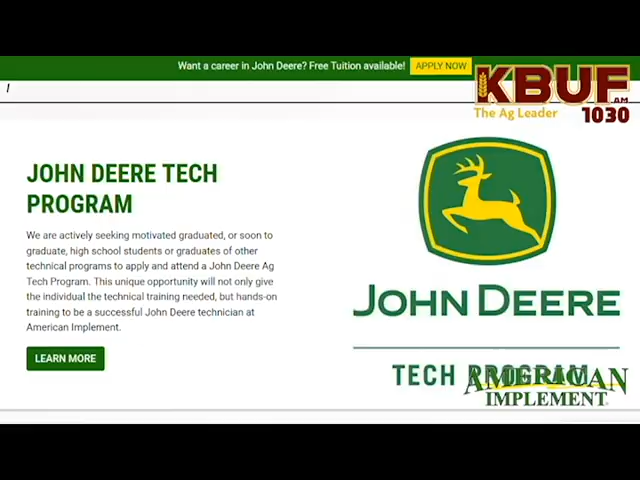 Want a career in John Deere? Free Tuition available! APPLY NOW
KBUF AM
The Ag Leader 1030
JOHN DEERE TECH
PROGRAM
We are actively seeking motivated graduated, or soon to
graduate, high school students or graduates of other
technical programs to apply and attend a John Deere Ag
Tech Program. This unique opportunity will not only give
the individual the technical training needed, but hands-on
training to be a successful John Deere technician at
American Implement.
LEARN MORE
JOHN DEERE
TECH PROGRAM
AMERICAN
IMPLEMENT